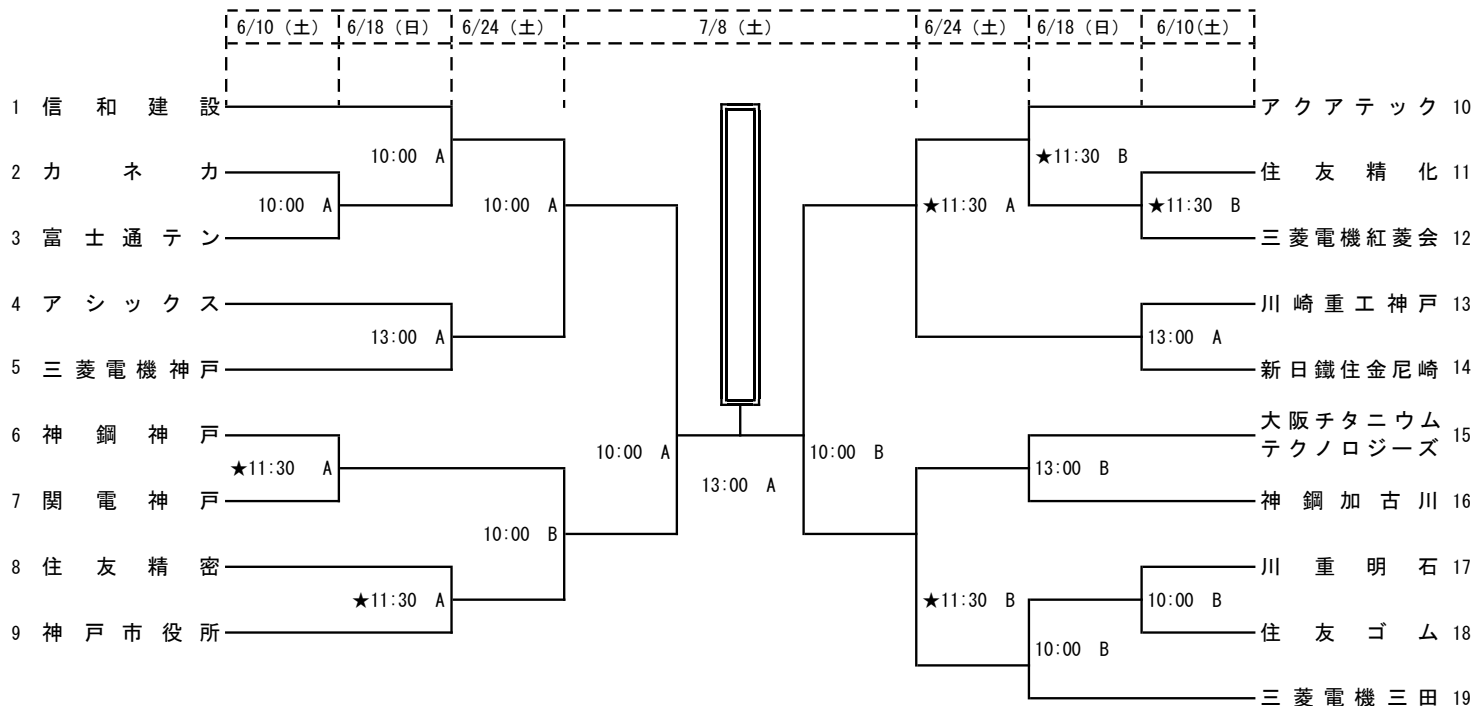 6/10 (土) 6/18 (日) 6/24 (土) 7/8 (土) 6/24 (土) 6/18 (日) 6/10(土)
1 信和建設
アクアテック 10
10:00 A
★11:30 B
2 カネカ
住友精化 11
10:00 A
10:00 A
★11:30 A
★11:30 B
3 富士通テン
三菱電機紅菱会 12
4 アシックス
川崎重工神戸 13
13:00 A
13:00 A
5 三菱電機神戸
新日鐵住金尼崎 14
6 神鋼神戸
大阪チタニウム
テクノロジーズ 15
10:00 A
10:00 B
★11:30 A
13:00 B
13:00 A
7 関電神戸
神鋼加古川 16
10:00 B
8 住友精密
川重明石 17
★11:30 A
★11:30 B
10:00 B
9 神戸市役所
住友ゴム 18
10:00 B
三菱電機三田 19